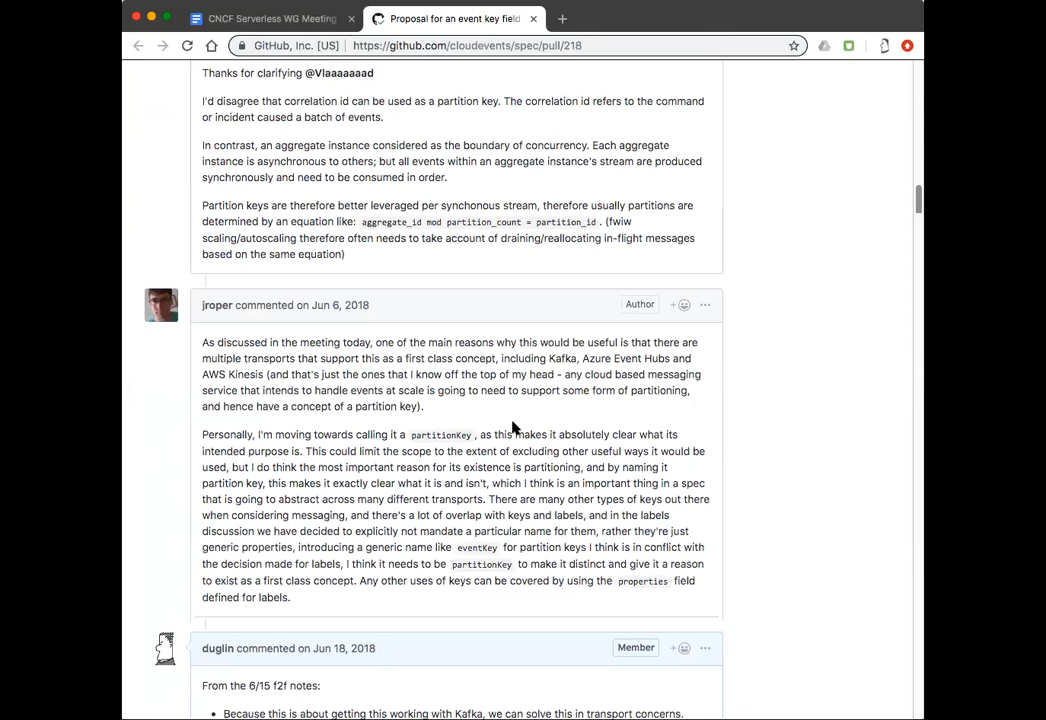 CNCF Serverless WG Meeting
Proposal for an event key field
GitHub, Inc. [US]
https://github.com/cloudevents/spec/pull/218
Thanks for clarifying @Vlaaaaaad
I'd disagree that correlation id can be used as a partition key. The correlation id refers to the command
or incident caused a batch of events.
In contrast, an aggregate instance considered as the boundary of concurrency. Each aggregate
instance is asynchronous to others; but all events within an aggregate instance's stream are produced
synchronously and need to be consumed in order.
Partition keys are therefore better leveraged per synchonous stream, therefore usually partitions are
determined by an equation like: aggregate_id mod partition_count = partition_id . (fwiw
scaling/autoscaling therefore often needs to take account of draining/reallocating in-flight messages
based on the same equation)
jroper commented on Jun 6, 2018
Author
As discussed in the meeting today, one of the main reasons why this would be useful is that there are
multiple transports that support this as a first class concept, including Kafka, Azure Event Hubs and
AWS Kinesis (and that's just the ones that I know off the top of my head - any cloud based messaging
service that intends to handle events at scale is going to need to support some form of partitioning,
and hence have a concept of a partition key).
Personally, I'm moving towards calling it a partitionKey , as this makes it absolutely clear what its
intended purpose is. This could limit the scope to the extent of excluding other useful ways it would be
used, but I do think the most important reason for its existence is partitioning, and by naming it
partition key, this makes it exactly clear what it is and isn't, which I think is an important thing in a spec
that is going to abstract across many different transports. There are many other types of keys out there
when considering messaging, and there's a lot of overlap with keys and labels, and in the labels
discussion we have decided to explicitly not mandate a particular name for them, rather they're just
generic properties, introducing a generic name like eventKey for partition keys I think is in conflict with
the decision made for labels, I think it needs to be partitionKey to make it distinct and give it a reason
to exist as a first class concept. Any other uses of keys can be covered by using the properties field
defined for labels.
duglin commented on Jun 18, 2018
Member
From the 6/15 f2f notes:
• Because this is about getting this working with Kafka, we can solve this in transport concerns.